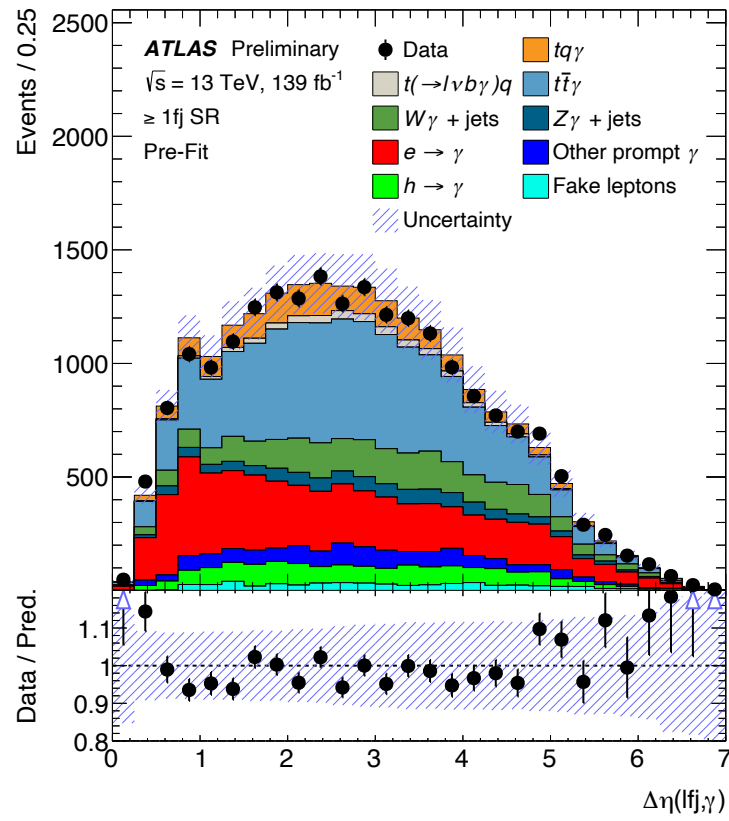 Events / 0.25
2500
2000
1500
1000
500
ATLAS Preliminary
√s = 13 TeV, 139 fb⁻¹
≥ 1fj SR
Pre-Fit
Data
t(→lνbγ)q
Wγ + jets
e → γ
h → γ
Uncertainty
tqγ
tt̄γ
Zγ + jets
Other prompt γ
Fake leptons
Data / Pred.
1.1
1
0.9
0.8
0 1 2 3 4 5 6 7
Δη(lfj,γ)